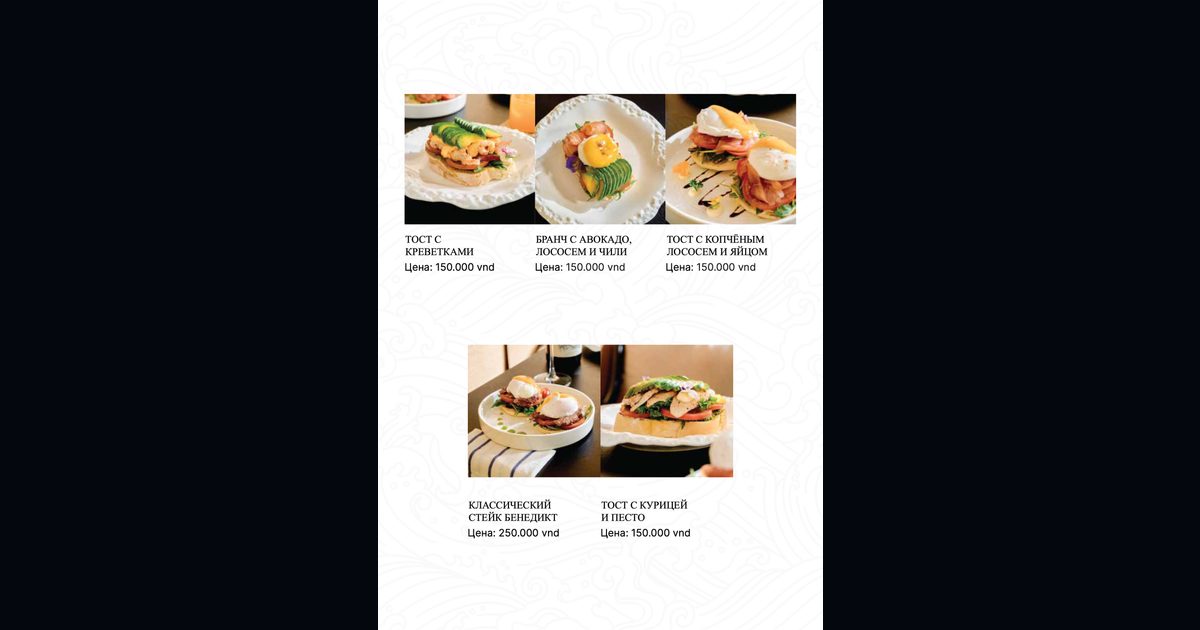 ТОСТ С
КРЕВЕТКАМИ
Цена: 150.000 vnd
БРАНЧ С АВОКАДО,
ЛОСОСЕМ И ЧИЛИ
Цена: 150.000 vnd
ТОСТ С КОПЧЁНЫМ
ЛОСОСЕМ И ЯЙЦОМ
Цена: 150.000 vnd
КЛАССИЧЕСКИЙ
СТЕЙК БЕНЕДИКТ
Цена: 250.000 vnd
ТОСТ С КУРИЦЕЙ
И ПЕСТО
Цена: 150.000 vnd